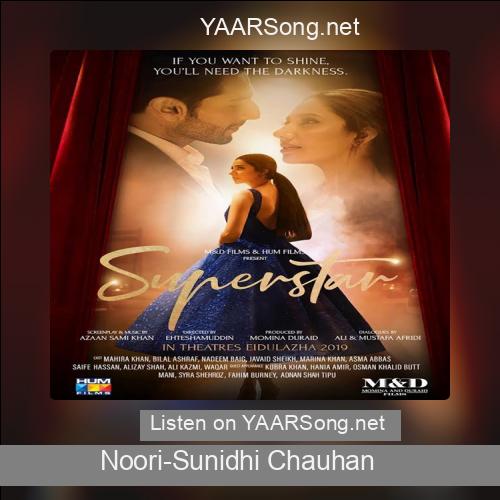 YAARSong.net
IF YOU WANT TO SHINE,
YOU'LL NEED THE DARKNESS.
M&D FILMS & HUM FILMS
PRESENT
Superstar
SCREENPLAY & MUSIC BY
AZAAN SAMI KHAN
DIRECTED BY
EHTESHAMUDDIN
PRODUCED BY
MOMINA DURAID
DIALOGUES BY
ALI & MUSTAFA AFRIDI
IN THEATRES EIDULAZHA 2019
CAST MAHIRA KHAN, BILAL ASHRAF, NADEEM BAIG, JAVAID SHEIKH, MARINA KHAN, ASMA ABBAS
SAIFE HASSAN, ALIZAY SHAH, ALI KAZMI, WAQAR GUEST APPEARANCE KUBRA KHAN, HANIA AMIR, OSMAN KHALID BUTT
MANI, SYRA SHEHROZ, FAHIM BURNEY, ADNAN SHAH TIPU
HUM
FILMS
M&D
MOMINA AND DURAID
FILMS
Listen on YAARSong.net
Noori-Sunidhi Chauhan